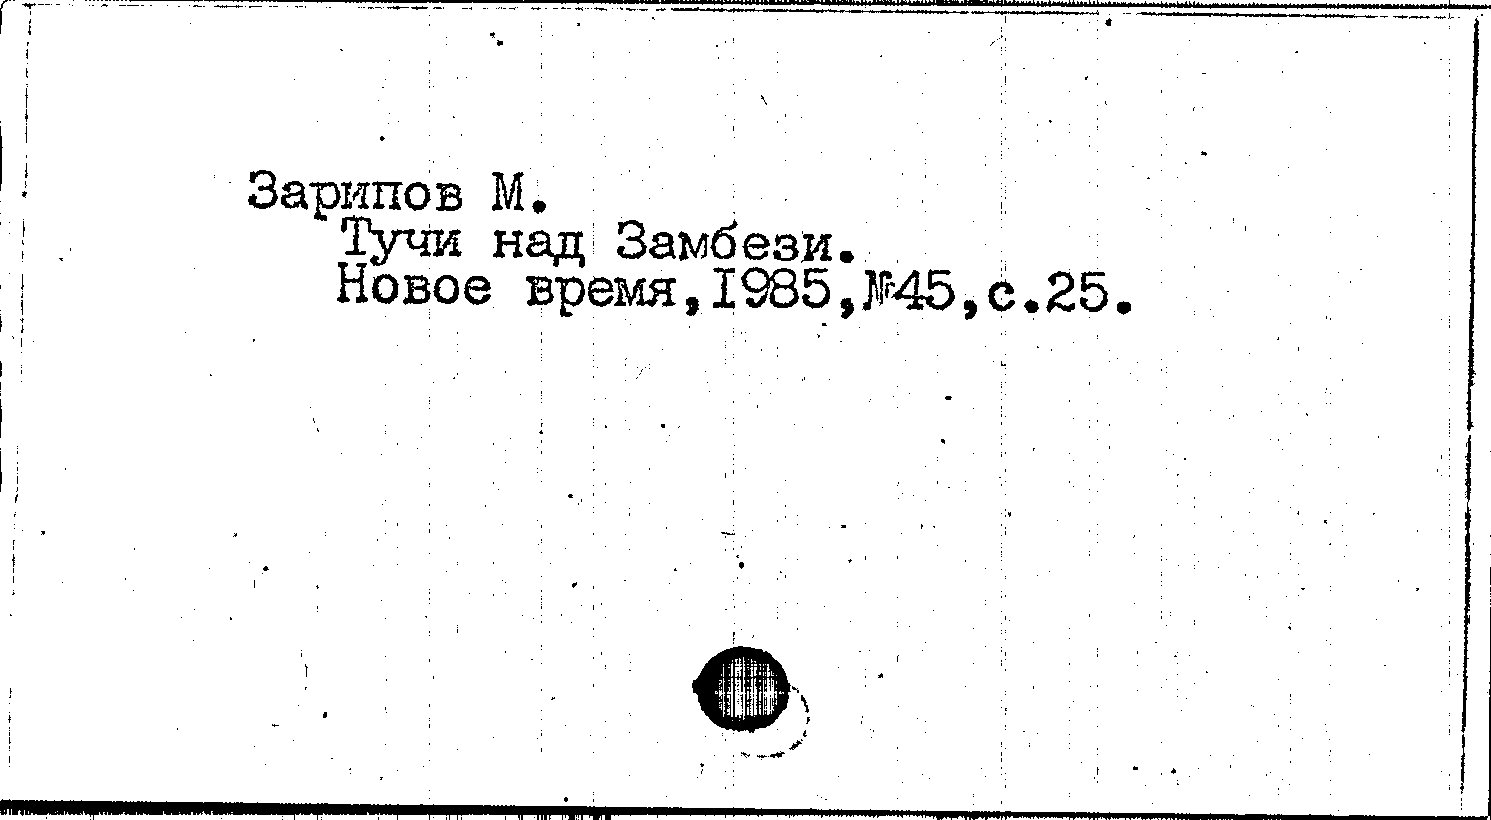 Зарипов М.
Тучи над Замбези.
Новое время,1985,№45,с.25.